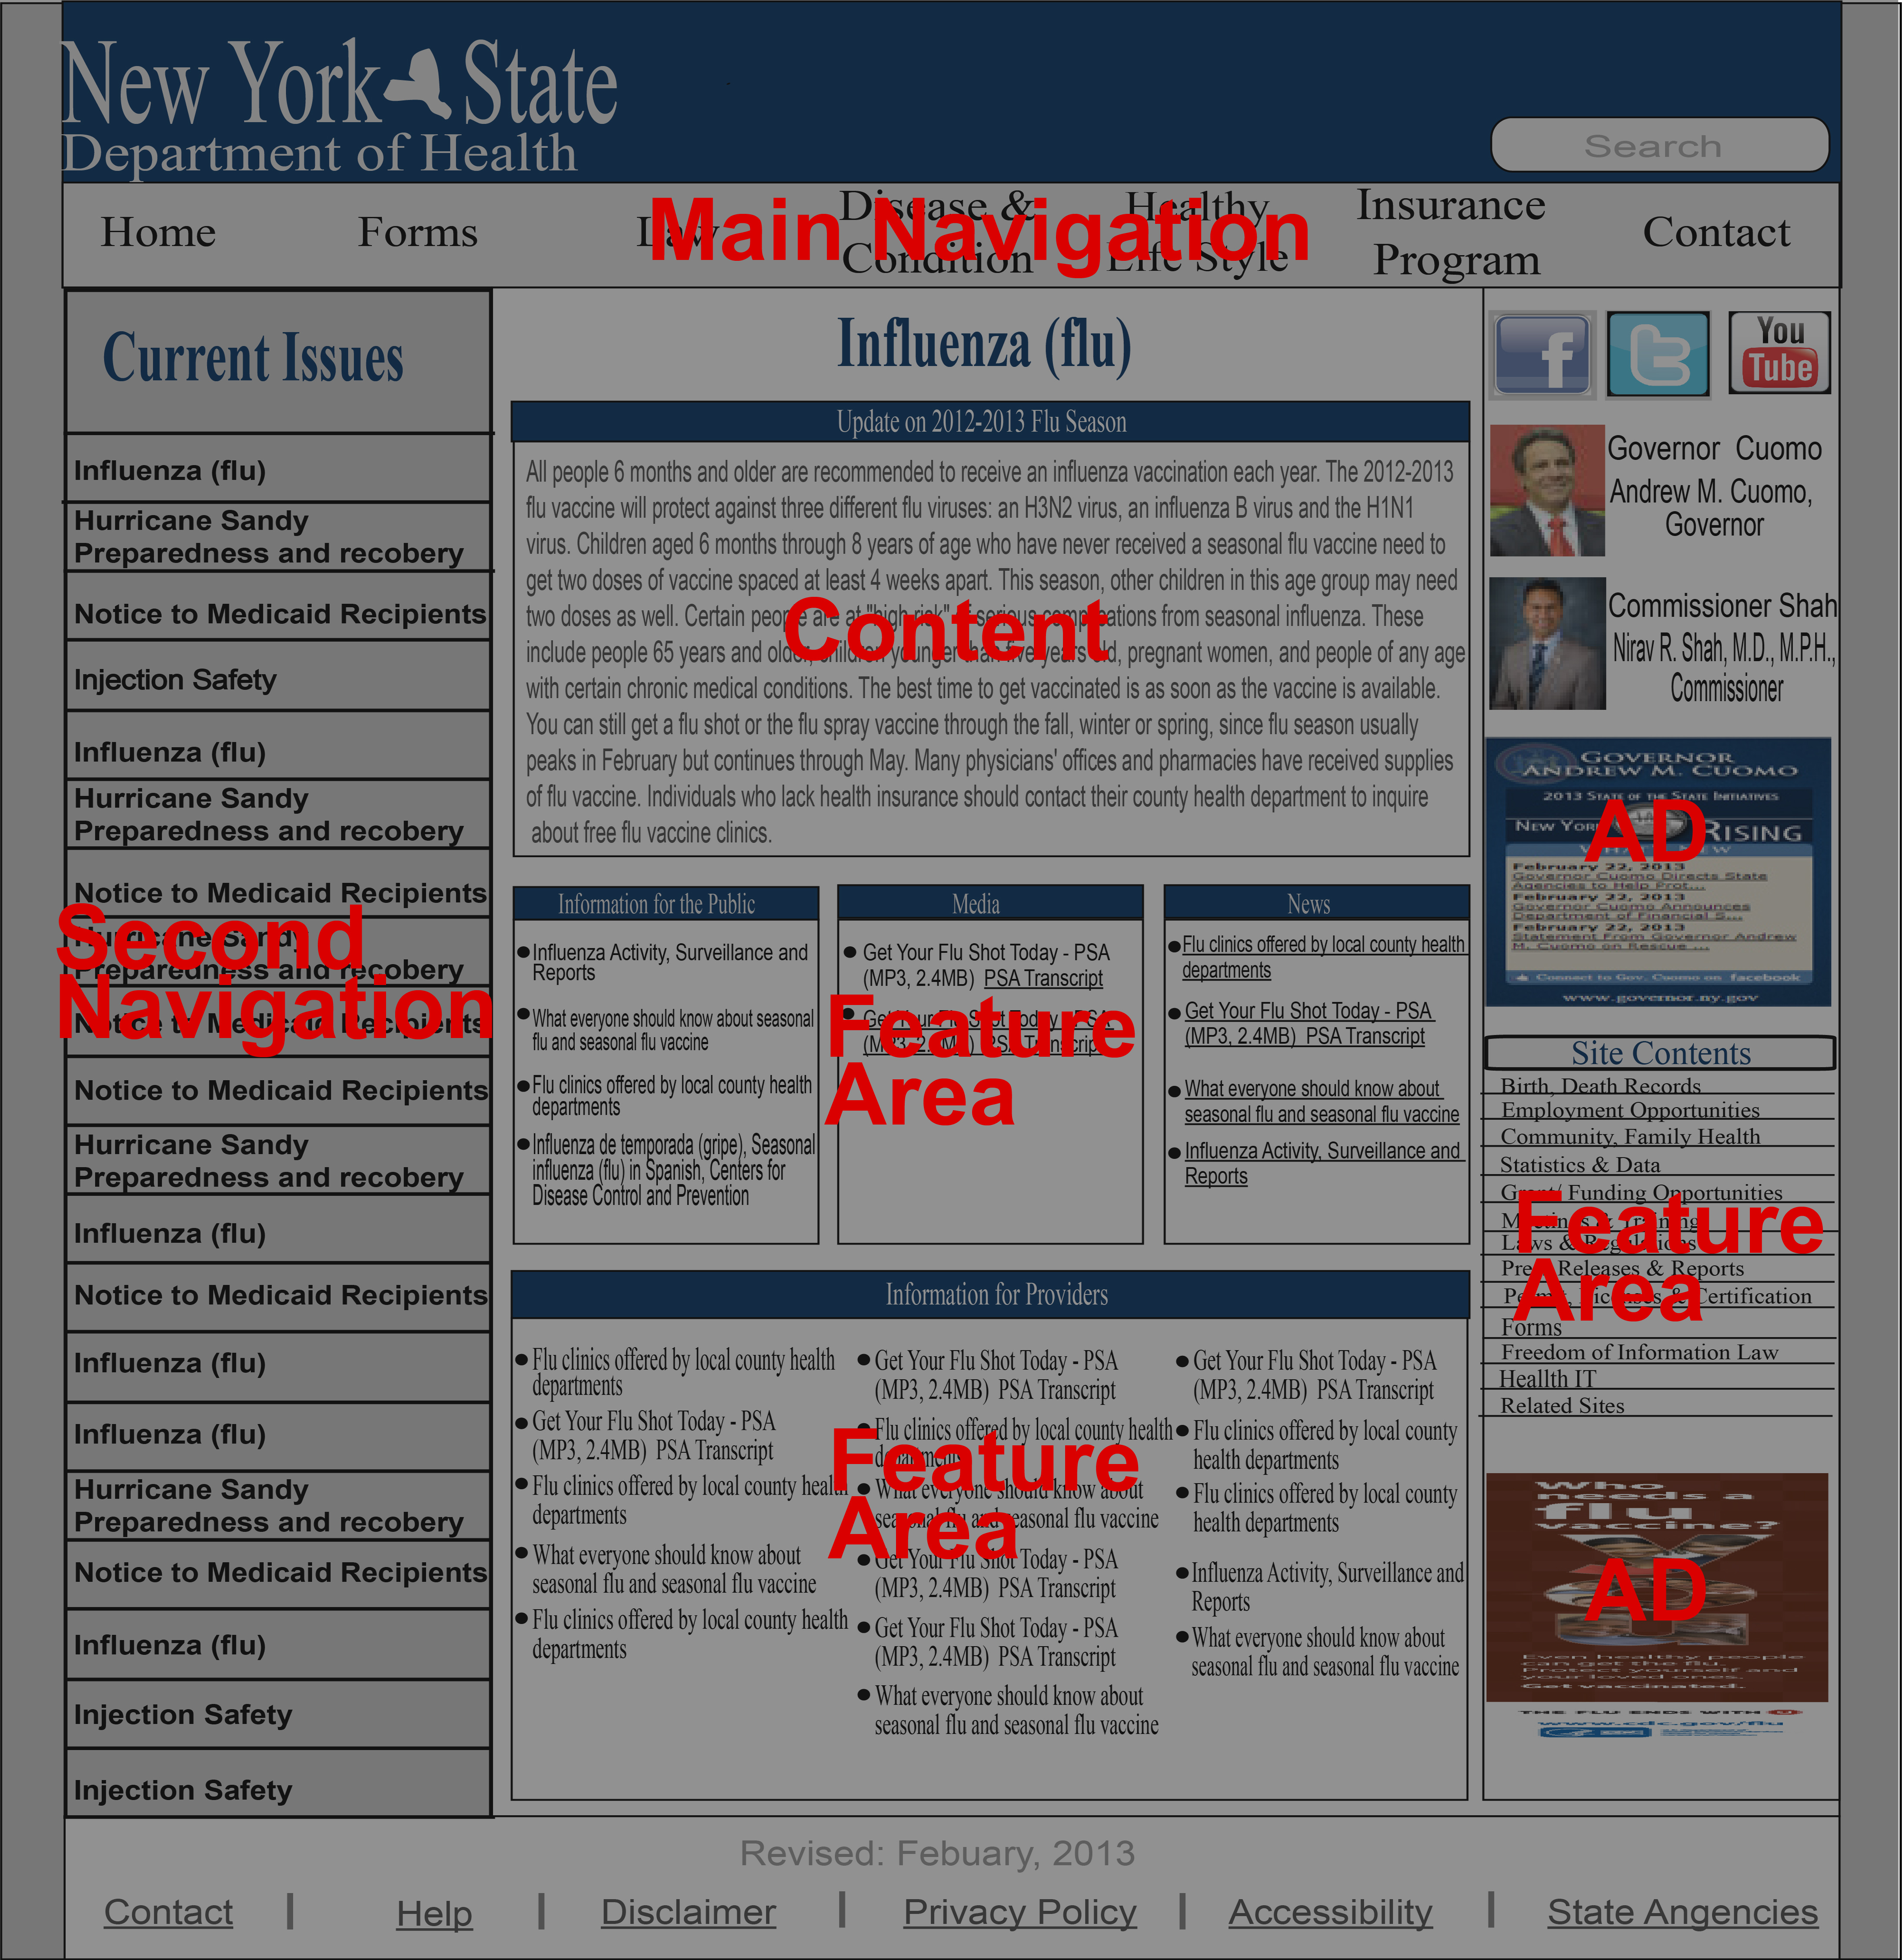 New York State
Department of Health
Search
Home
Forms
Law
Disease &
Condition
Healthy
Life Style
Insurance
Program
Contact
Main Navigation
Current Issues
Influenza (flu)
Hurricane Sandy
Preparedness and recobery
Notice to Medicaid Recipients
Injection Safety
Influenza (flu)
Hurricane Sandy
Preparedness and recobery
Notice to Medicaid Recipients
Hurricane Sandy
Preparedness and recobery
Notice to Medicaid Recipients
Second
Navigation
Notice to Medicaid Recipients
Hurricane Sandy
Preparedness and recobery
Influenza (flu)
Notice to Medicaid Recipients
Influenza (flu)
Influenza (flu)
Hurricane Sandy
Preparedness and recobery
Notice to Medicaid Recipients
Influenza (flu)
Injection Safety
Injection Safety
Influenza (flu)
Update on 2012-2013 Flu Season
All people 6 months and older are recommended to receive an influenza vaccination each year. The 2012-2013
flu vaccine will protect against three different flu viruses: an H3N2 virus, an influenza B virus and the H1N1
virus. Children aged 6 months through 8 years of age who have never received a seasonal flu vaccine need to
get two doses of vaccine spaced at least 4 weeks apart. This season, other children in this age group may need
two doses as well. Certain people are at "high risk" of serious complications from seasonal influenza. These
include people 65 years and older, children younger than five years old, pregnant women, and people of any age
with certain chronic medical conditions. The best time to get vaccinated is as soon as the vaccine is available.
You can still get a flu shot or the flu spray vaccine through the fall, winter or spring, since flu season usually
peaks in February but continues through May. Many physicians' offices and pharmacies have received supplies
of flu vaccine. Individuals who lack health insurance should contact their county health department to inquire
about free flu vaccine clinics.
Content
Information for the Public
Influenza Activity, Surveillance and
Reports
What everyone should know about seasonal
flu and seasonal flu vaccine
Flu clinics offered by local county health
departments
Influenza de temporada (gripe), Seasonal
influenza (flu) in Spanish, Centers for
Disease Control and Prevention
Media
Get Your Flu Shot Today - PSA
(MP3, 2.4MB) PSA Transcript
Get Your Flu Shot Today - PSA
(MP3, 2.4MB) PSA Transcript
Feature
Area
News
Flu clinics offered by local county health
departments
Get Your Flu Shot Today - PSA
(MP3, 2.4MB) PSA Transcript
What everyone should know about
seasonal flu and seasonal flu vaccine
Influenza Activity, Surveillance and
Reports
Information for Providers
Flu clinics offered by local county health
departments
Get Your Flu Shot Today - PSA
(MP3, 2.4MB) PSA Transcript
Flu clinics offered by local county health
departments
What everyone should know about
seasonal flu and seasonal flu vaccine
Flu clinics offered by local county health
departments
Get Your Flu Shot Today - PSA
(MP3, 2.4MB) PSA Transcript
Flu clinics offered by local county health
departments
What everyone should know about
seasonal flu and seasonal flu vaccine
Get Your Flu Shot Today - PSA
(MP3, 2.4MB) PSA Transcript
Get Your Flu Shot Today - PSA
(MP3, 2.4MB) PSA Transcript
What everyone should know about
seasonal flu and seasonal flu vaccine
Feature
Area
Get Your Flu Shot Today - PSA
(MP3, 2.4MB) PSA Transcript
Flu clinics offered by local county
health departments
Flu clinics offered by local county
health departments
Influenza Activity, Surveillance and
Reports
What everyone should know about
seasonal flu and seasonal flu vaccine
f
t
You
Tube
Governor Cuomo
Andrew M. Cuomo,
Governor
Commissioner Shah
Nirav R. Shah, M.D., M.P.H.,
Commissioner
Governor
Andrew M. Cuomo
2013 State of the State Initiatives
New York Rising
What's New
February 22, 2013
Governor Cuomo Directs State
Agencies to Help Prot...
February 22, 2013
Governor Cuomo Announces
Department of Financial S...
February 22, 2013
Statement From Governor Andrew
M. Cuomo on Rescue ...
Connect to Gov. Cuomo on facebook
www.governor.ny.gov
AD
Site Contents
Birth, Death Records
Employment Opportunities
Community, Family Health
Statistics & Data
Grant/ Funding Opportunities
Meetings & Training
Laws & Regulations
Press Releases & Reports
Permit, Licenses & Certification
Forms
Freedom of Information Law
Heallth IT
Related Sites
Feature
Area
Who
needs a
flu
vaccine?
YOU
Even healthy people
can get the flu.
Protect yourself and
your loved ones.
Get vaccinated.
THE FLU ENDS WITH U
www.cdc.gov/flu
AD
Revised: Febuary, 2013
Contact | Help | Disclaimer | Privacy Policy | Accessibility | State Angencies